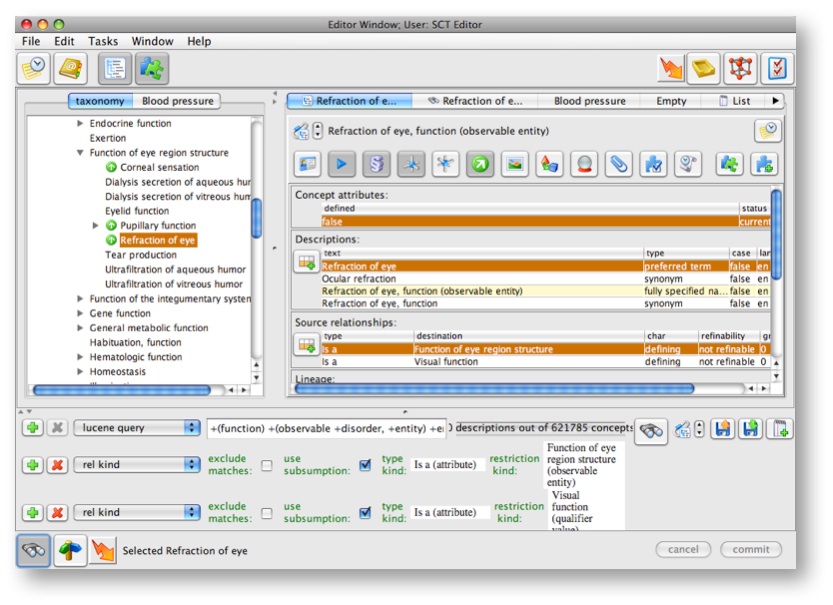 Editor Window; User: SCT Editor
File Edit Tasks Window Help
taxonomy Blood pressure
Endocrine function
Exertion
Function of eye region structure
Corneal sensation
Dialysis secretion of aqueous hur
Dialysis secretion of vitreous hum
Eyelid function
Pupillary function
Refraction of eye
Tear production
Ultrafiltration of aqueous humor
Ultrafiltration of vitreous humor
Function of the integumentary systen
Gene function
General metabolic function
Habituation, function
Hematologic function
Homeostasis
Refraction of e... Refraction of e... Blood pressure Empty List
Refraction of eye, function (observable entity)
Concept attributes:
defined status
false current
Descriptions:
text type case lar
Refraction of eye preferred term false en
Ocular refraction synonym false en
Refraction of eye, function (observable entity) fully specified na... false en
Refraction of eye, function synonym false en
Source relationships:
type destination char refinability gr
Is a Function of eye region structure defining not refinable 0
Is a Visual function defining not refinable 0
Lineage:
lucene query +(function) +(observable +disorder, +entity) +e descriptions out of 621785 concepts
rel kind exclude matches: use subsumption: type kind: Is a (attribute) restriction kind: Function of eye region structure (observable entity)
rel kind exclude matches: use subsumption: type kind: Is a (attribute) restriction kind: Visual function (qualifier value)
Selected Refraction of eye cancel commit